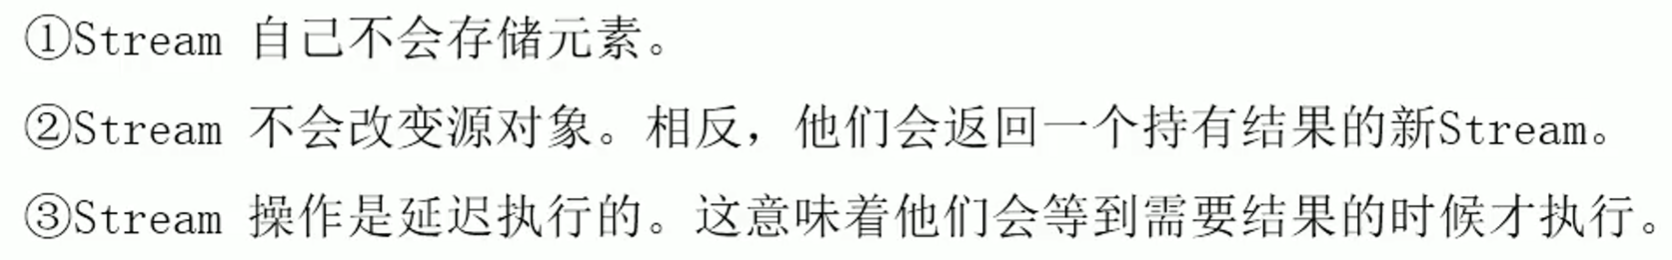 ①Stream 自己不会存储元素。
②Stream 不会改变源对象。相反，他们会返回一个持有结果的新Stream。
③Stream 操作是延迟执行的。这意味着他们会等到需要结果的时候才执行。